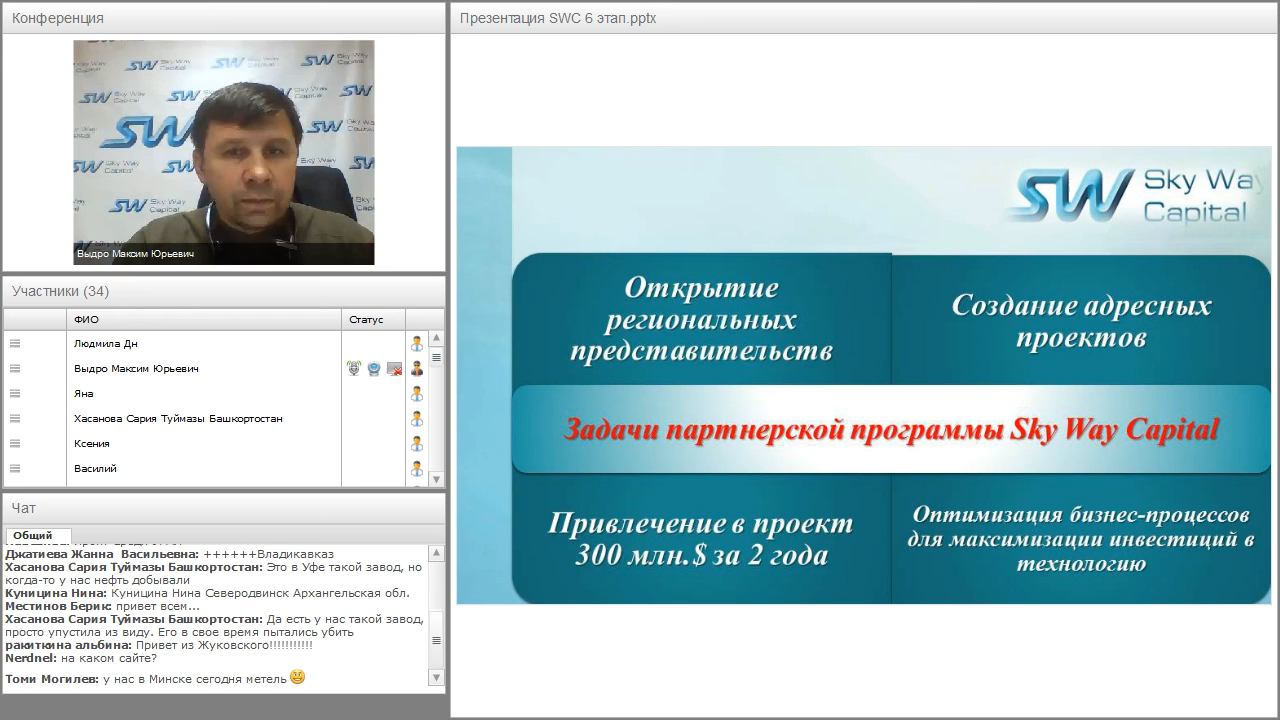 Конференция
Sky Way
Capital
SW
Выдро Максим Юрьевич
Участники (34)
ФИО
Статус
Людмила Дн
Выдро Максим Юрьевич
Яна
Хасанова Сария Туймазы Башкортостан
Ксения
Василий
Чат
Общий
Джатиева Жанна Васильевна: ++++++Владикавказ
Хасанова Сария Туймазы Башкортостан: Это в Уфе такой завод, но
когда-то у нас нефть добывали
Куницина Нина: Куницина Нина Северодвинск Архангельская обл.
Местинов Берик: привет всем...
Хасанова Сария Туймазы Башкортостан: Да есть у нас такой завод,
просто упустила из виду. Его в свое время пытались убить
ракиткина альбина: Привет из Жуковского!!!!!!!!!!!
Nerdnel: на каком сайте?
Томи Могилев: у нас в Минске сегодня метель
Презентация SWC 6 этап.pptx
SW Sky Way
Capital
Открытие
региональных
представительств
Создание адресных
проектов
Задачи партнерской программы Sky Way Capital
Привлечение в проект
300 млн.$ за 2 года
Оптимизация бизнес-процессов
для максимизации инвестиций в
технологию